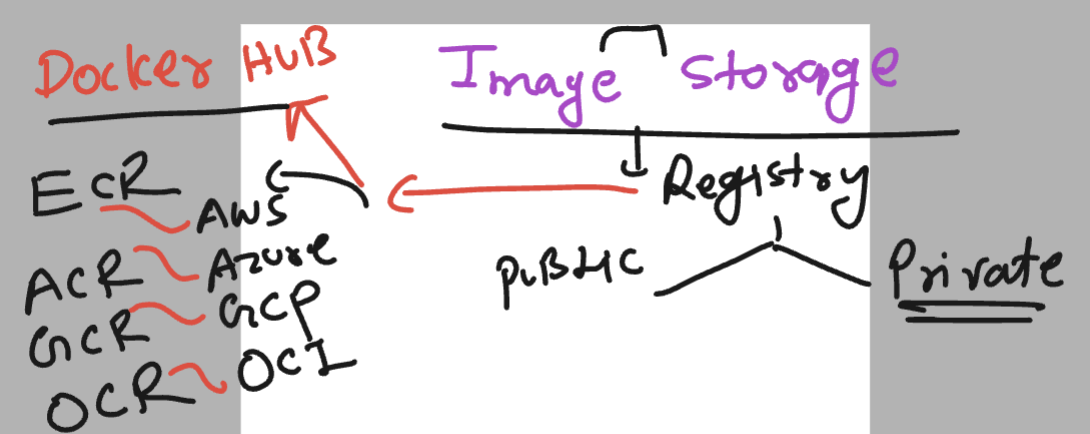 Docker HUB
Image Storage
Registry
PUBLIC
Private
ECR AWS
ACR Azure
GCR GCP
OCR OCI